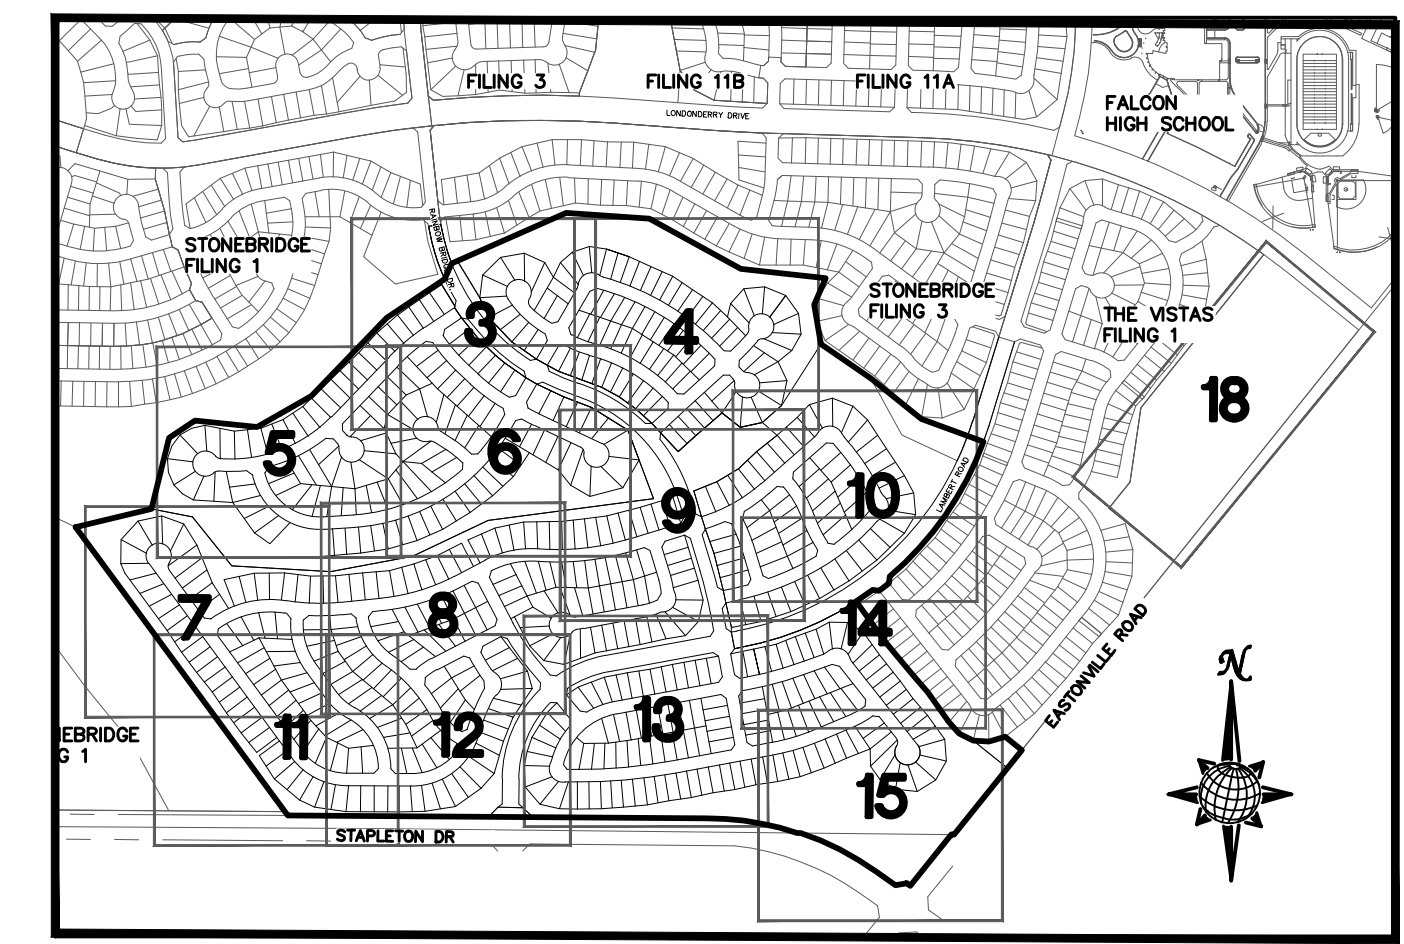 FILING 3
FILING 11B
FILING 11A
FALCON
HIGH SCHOOL
LONDONDERRY DRIVE
RAINBOW BRIDGE DR.
STONEBRIDGE
FILING 1
STONEBRIDGE
FILING 3
THE VISTAS
FILING 1
3
4
18
5
6
LAMBERT ROAD
9
10
7
8
14
EASTONVILLE ROAD
N
NEBRIDGE
G 1
11
12
13
15
STAPLETON DR